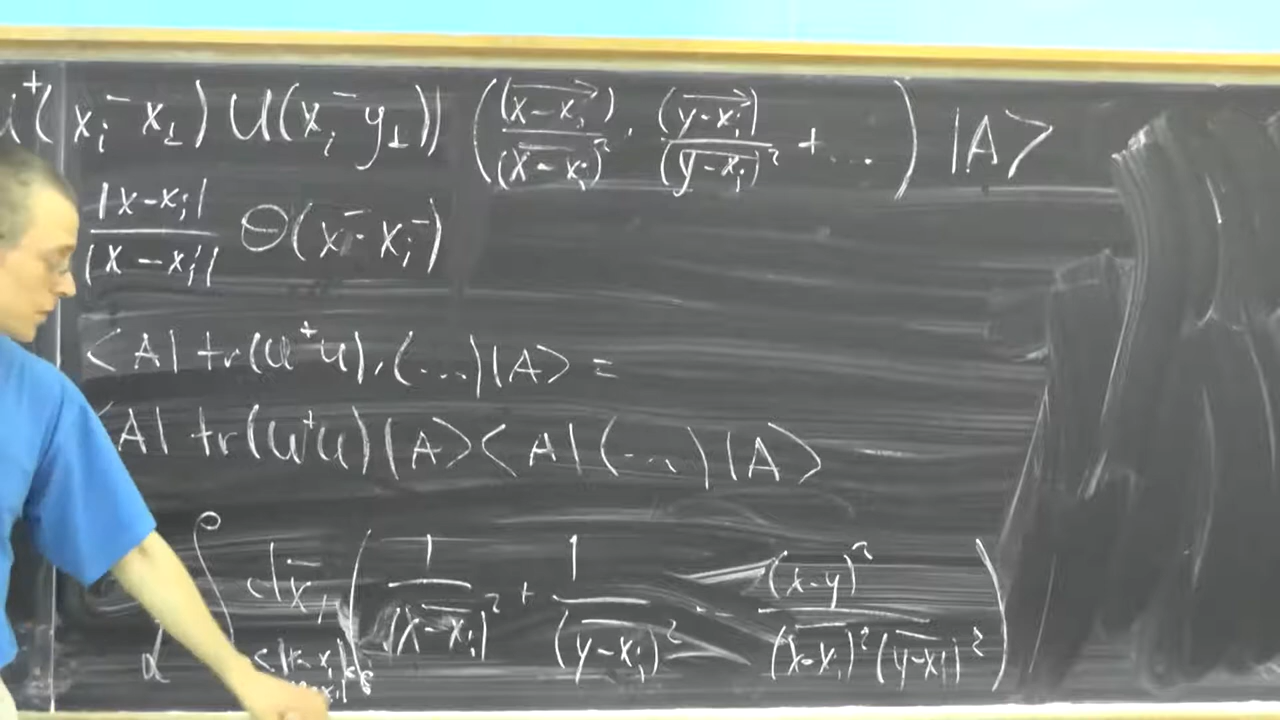 U⁺(x_i⁻ x_⊥) U(x_i⁻ y_⊥)) ( (x-x_i)/(x-x_i)² · (y-x_i)/(y-x_i)² + ... ) |A>
|x-x_i|/|x-x_i| Θ(x⁻-x_i⁻)
<A| tr(U⁺U)·(...)|A> =
<A| tr(U⁺U)|A><A|(...)|A>
∫ dx_i⁻ ( 1/(x-x_i)² + 1/(y-x_i)² - (x-y)²/((x-x_i)²(y-x_i)²) )